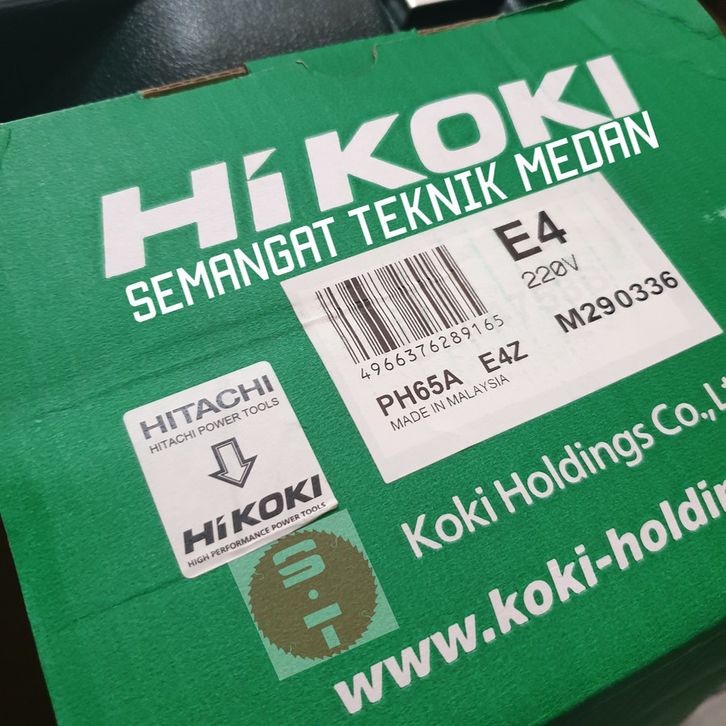 HiKOKI
SEMANGAT TEKNIK MEDAN
E4
220V
4966376289165
M290336
PH65A E4Z
MADE IN MALAYSIA
HITACHI
HITACHI POWER TOOLS
HiKOKI
HIGH PERFORMANCE POWER TOOLS
Koki Holdings Co.,
www.koki-holdin
S.T